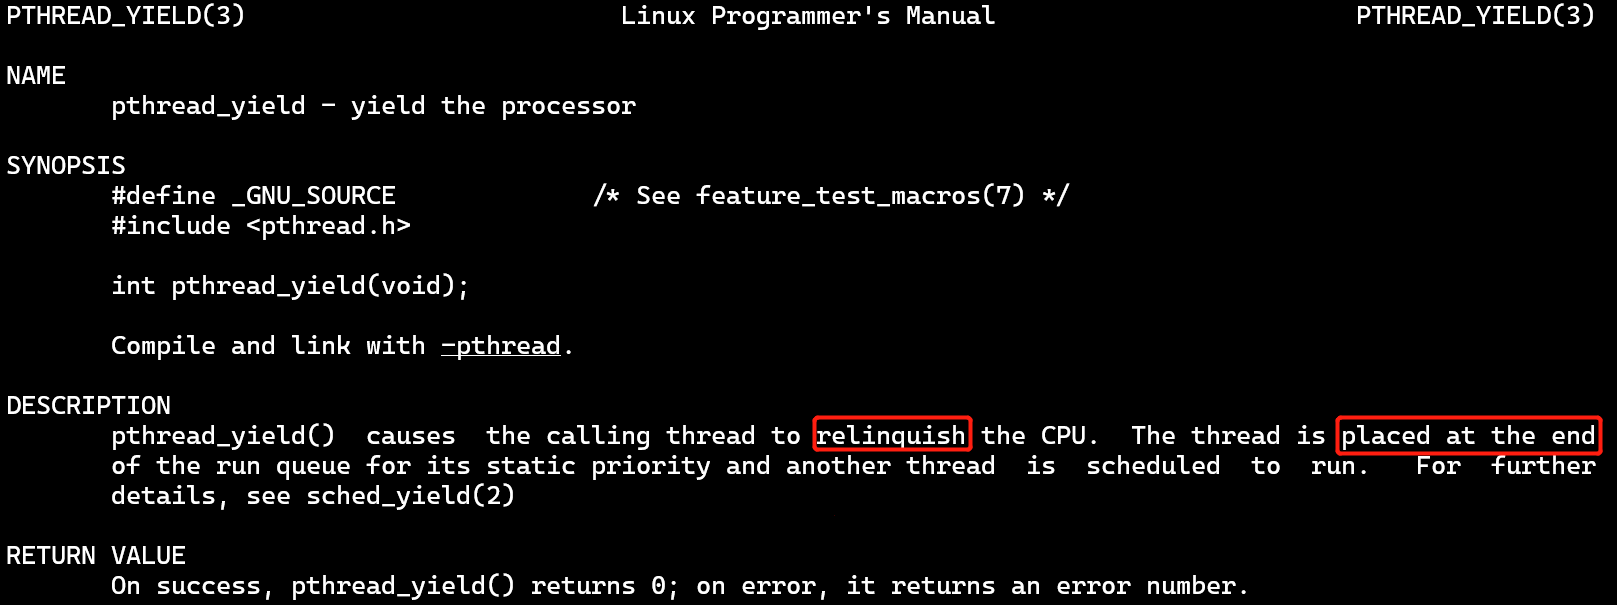 PTHREAD_YIELD(3) Linux Programmer's Manual PTHREAD_YIELD(3)
NAME
pthread_yield - yield the processor
SYNOPSIS
#define _GNU_SOURCE /* See feature_test_macros(7) */
#include <pthread.h>
int pthread_yield(void);
Compile and link with -pthread.
DESCRIPTION
pthread_yield() causes the calling thread to relinquish the CPU. The thread is placed at the end
of the run queue for its static priority and another thread is scheduled to run. For further
details, see sched_yield(2)
RETURN VALUE
On success, pthread_yield() returns 0; on error, it returns an error number.